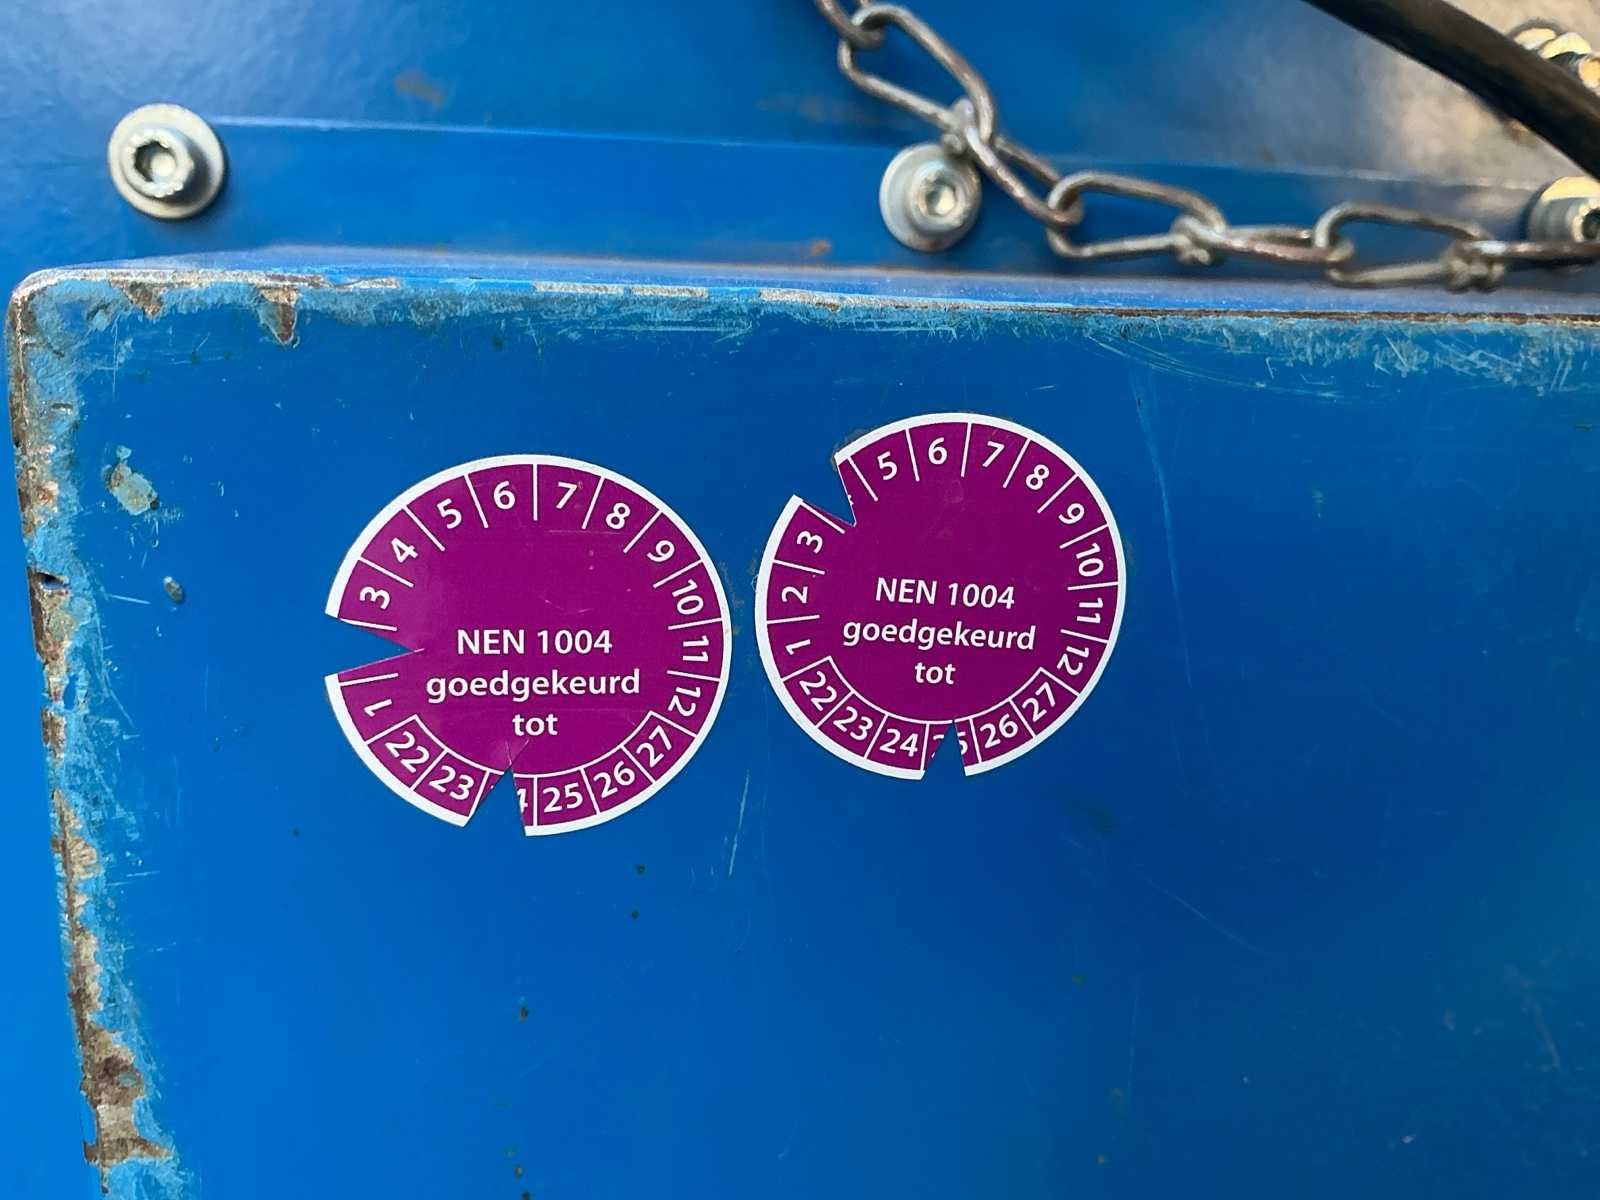 3 4 5 6 7 8 9 10 11 12
NEN 1004
goedgekeurd
tot
1 22 23 25 26 27
5 6 7 8 9 10 11 12
3 2 1
NEN 1004
goedgekeurd
tot
22 23 24 26 27